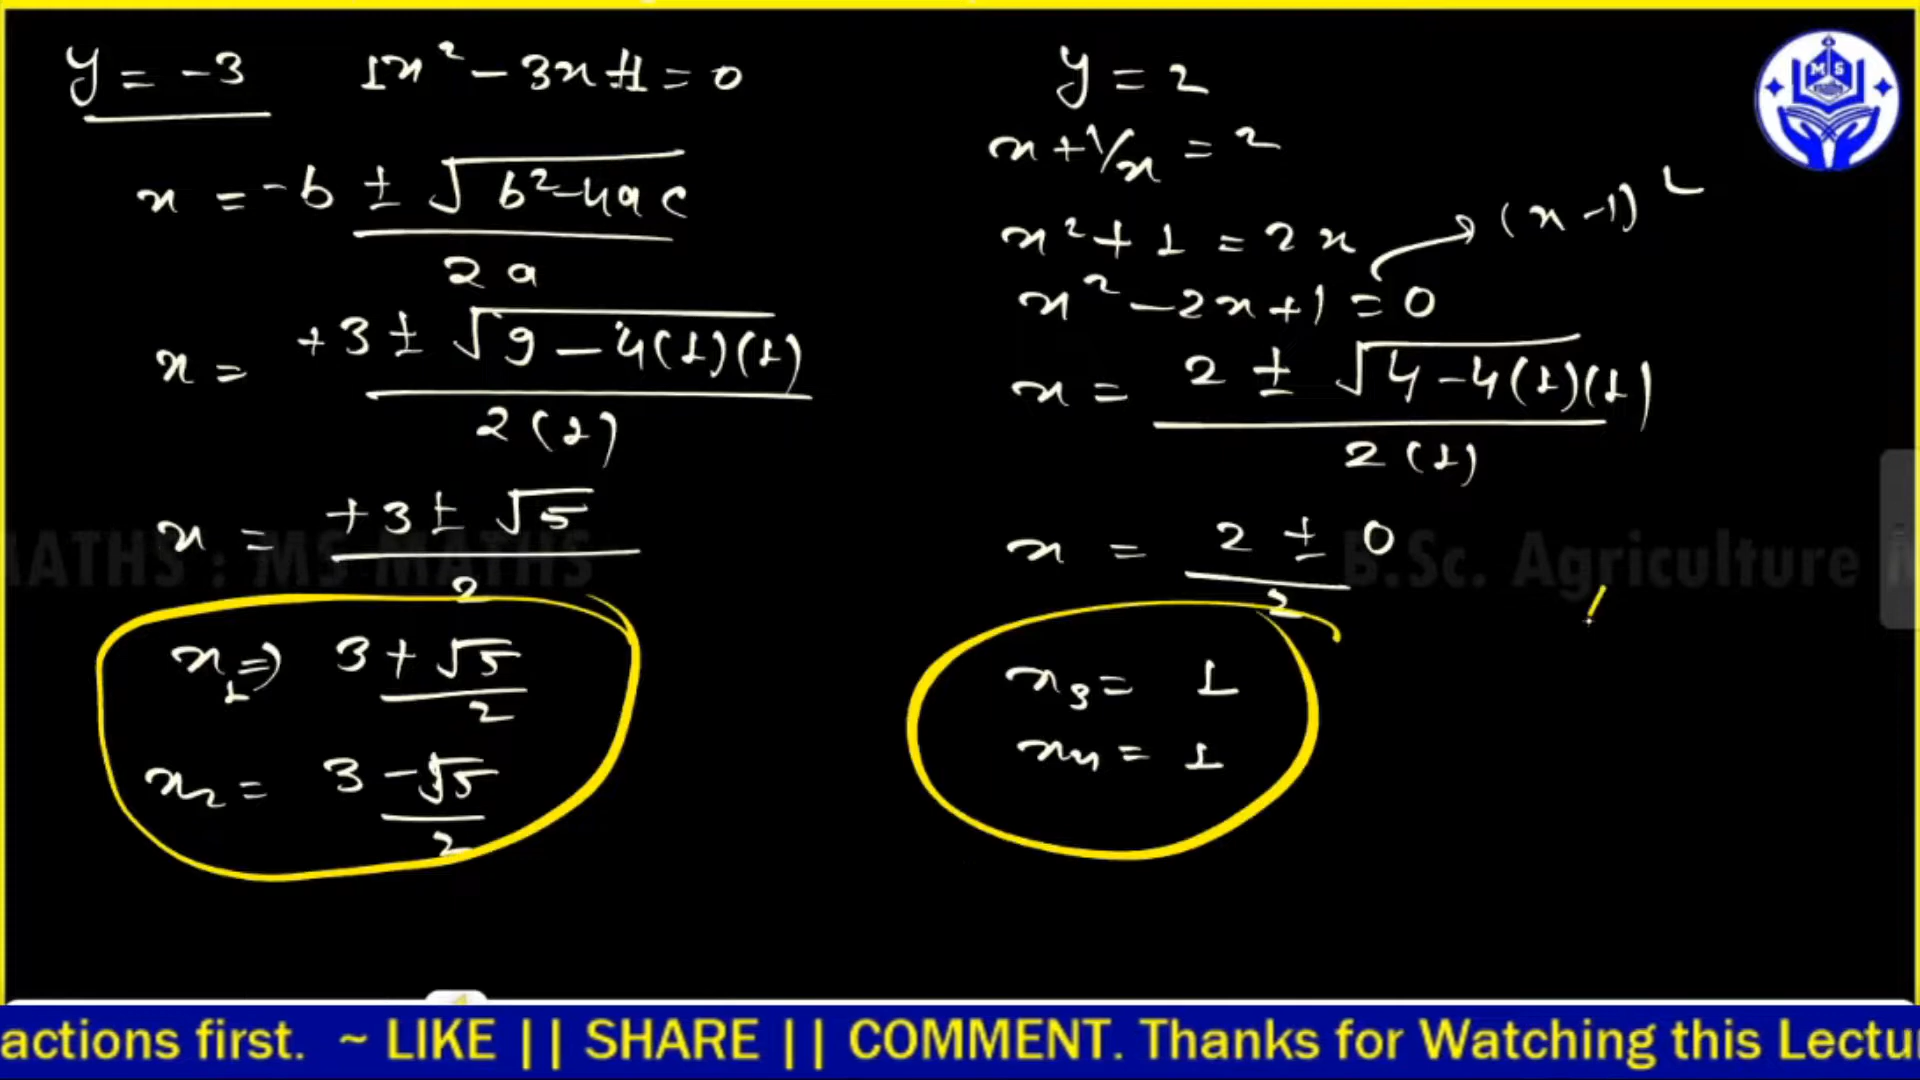 y = -3   1x² - 3x + 1 = 0
x = -b ± √b²-4ac
2a
x = +3 ± √9 - 4(1)(1)
2(1)
x = +3 ± √5
2
x₁ ⇒ 3 + √5
2
x₂ = 3 - √5
2
y = 2
x + 1/x = 2
x² + 1 = 2x
(x - 1)²
x² - 2x + 1 = 0
x = 2 ± √4 - 4(1)(1)
2(1)
x = 2 ± 0
2
x₃ = 1
x₄ = 1
MS
MATHS : MS MATHS B.Sc. Agriculture
actions first. ~ LIKE || SHARE || COMMENT. Thanks for Watching this Lectu